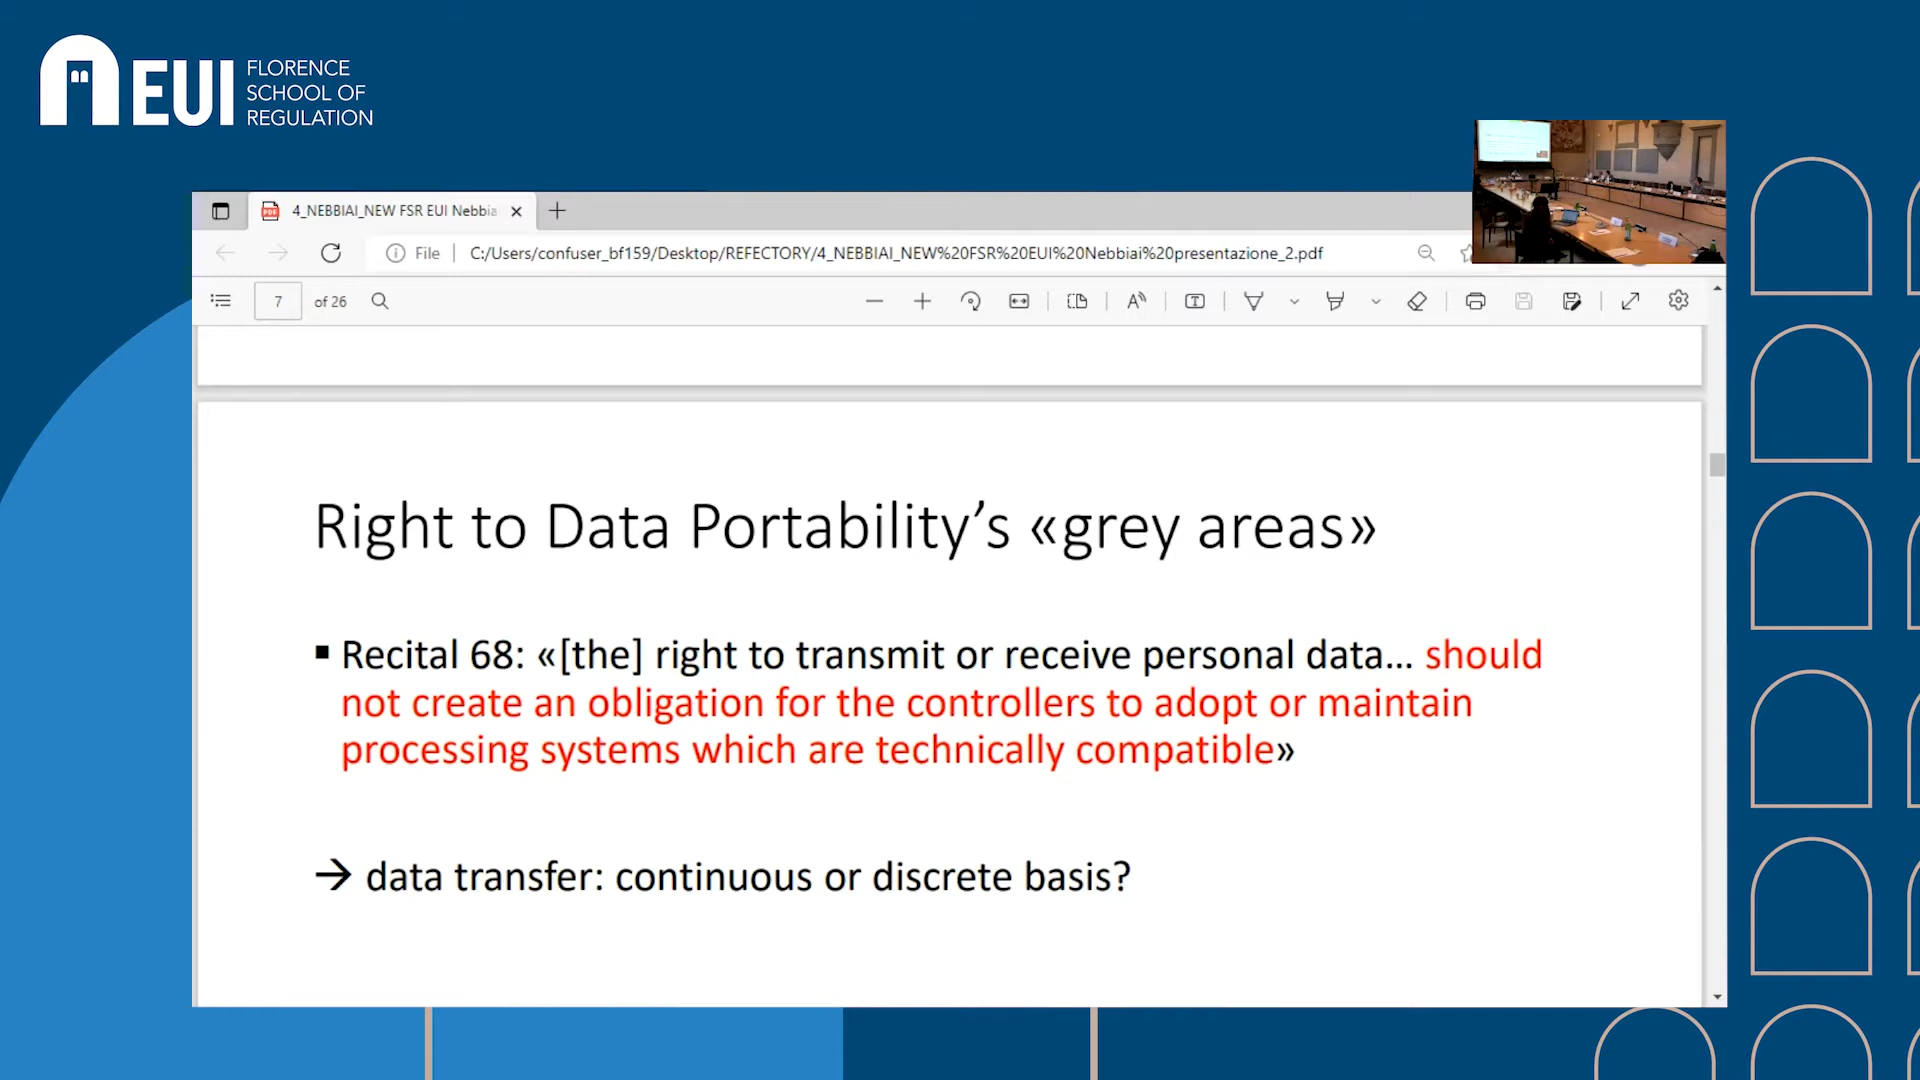 EUI
FLORENCE
SCHOOL OF
REGULATION
4_NEBBIAI_NEW FSR EUI Nebbia
File
C:/Users/confuser_bf159/Desktop/REFECTORY/4_NEBBIAI_NEW%20FSR%20EUI%20Nebbiai%20presentazione_2.pdf
7 of 26
Right to Data Portability’s «grey areas»
▪ Recital 68: «[the] right to transmit or receive personal data... should
not create an obligation for the controllers to adopt or maintain
processing systems which are technically compatible»
→ data transfer: continuous or discrete basis?